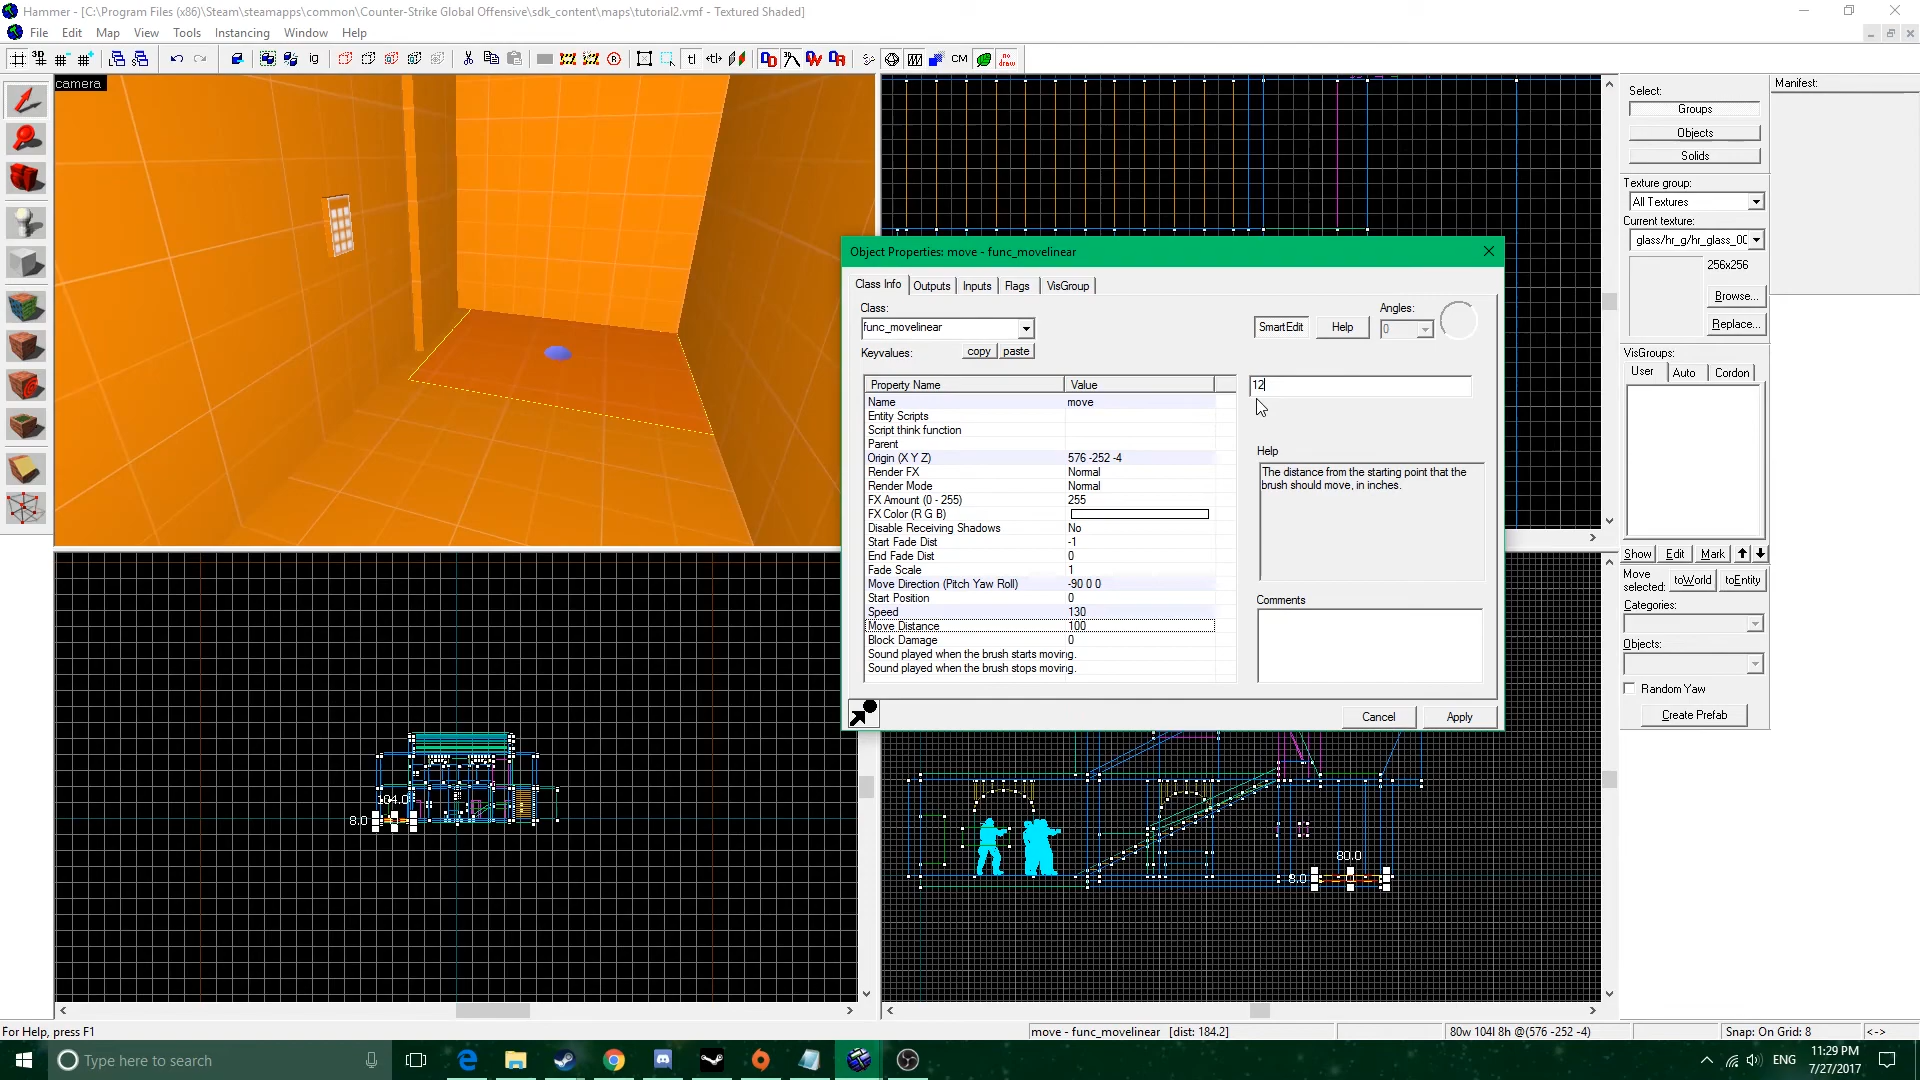 Hammer - [C:\Program Files (x86)\Steam\steamapps\common\Counter-Strike Global Offensive\sdk_content\maps\tutorial2.vmf - Textured Shaded]
File Edit Map View Tools Instancing Window Help
3D
ig
tl
CM
no draw
camera
Select:
Groups
Objects
Solids
Texture group:
All Textures
Current texture:
glass/hr_g/hr_glass_00
256x256
Browse...
Replace...
VisGroups:
User Auto Cordon
Show Edit Mark
Move selected: toWorld toEntity
Categories:
Objects:
Random Yaw
Create Prefab
Manifest:
Object Properties: move - func_movelinear
Class Info Outputs Inputs Flags VisGroup
Class:
func_movelinear
SmartEdit Help
Angles:
0
Keyvalues: copy paste
Property Name Value
Name move
Entity Scripts
Script think function
Parent
Origin (X Y Z) 576 -252 -4
Render FX Normal
Render Mode Normal
FX Amount (0 - 255) 255
FX Color (R G B)
Disable Receiving Shadows No
Start Fade Dist -1
End Fade Dist 0
Fade Scale 1
Move Direction (Pitch Yaw Roll) -90 0 0
Start Position 0
Speed 130
Move Distance 100
Block Damage 0
Sound played when the brush starts moving.
Sound played when the brush stops moving.
12
Help
The distance from the starting point that the
brush should move, in inches.
Comments
Cancel Apply
104.0
8.0
80.0
8.0
For Help, press F1
move - func_movelinear [dist: 184.2]
80w 104l 8h @(576 -252 -4)
Snap: On Grid: 8
<->
Type here to search
ENG
11:29 PM
7/27/2017